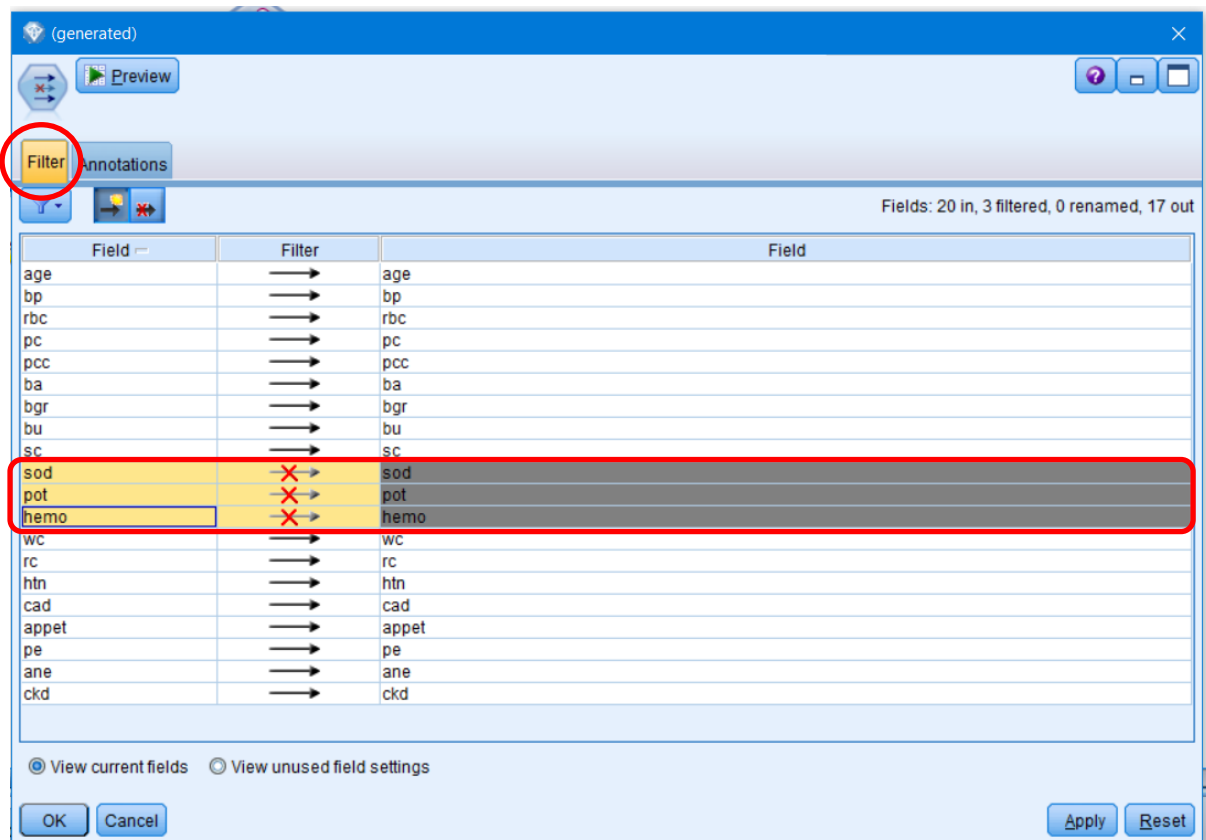 (generated)
Preview
Filter Annotations
Fields: 20 in, 3 filtered, 0 renamed, 17 out
Field Filter Field
age age
bp bp
rbc rbc
pc pc
pcc pcc
ba ba
bgr bgr
bu bu
sc sc
sod sod
pot pot
hemo hemo
wc wc
rc rc
htn htn
cad cad
appet appet
pe pe
ane ane
ckd ckd
View current fields View unused field settings
OK Cancel Apply Reset